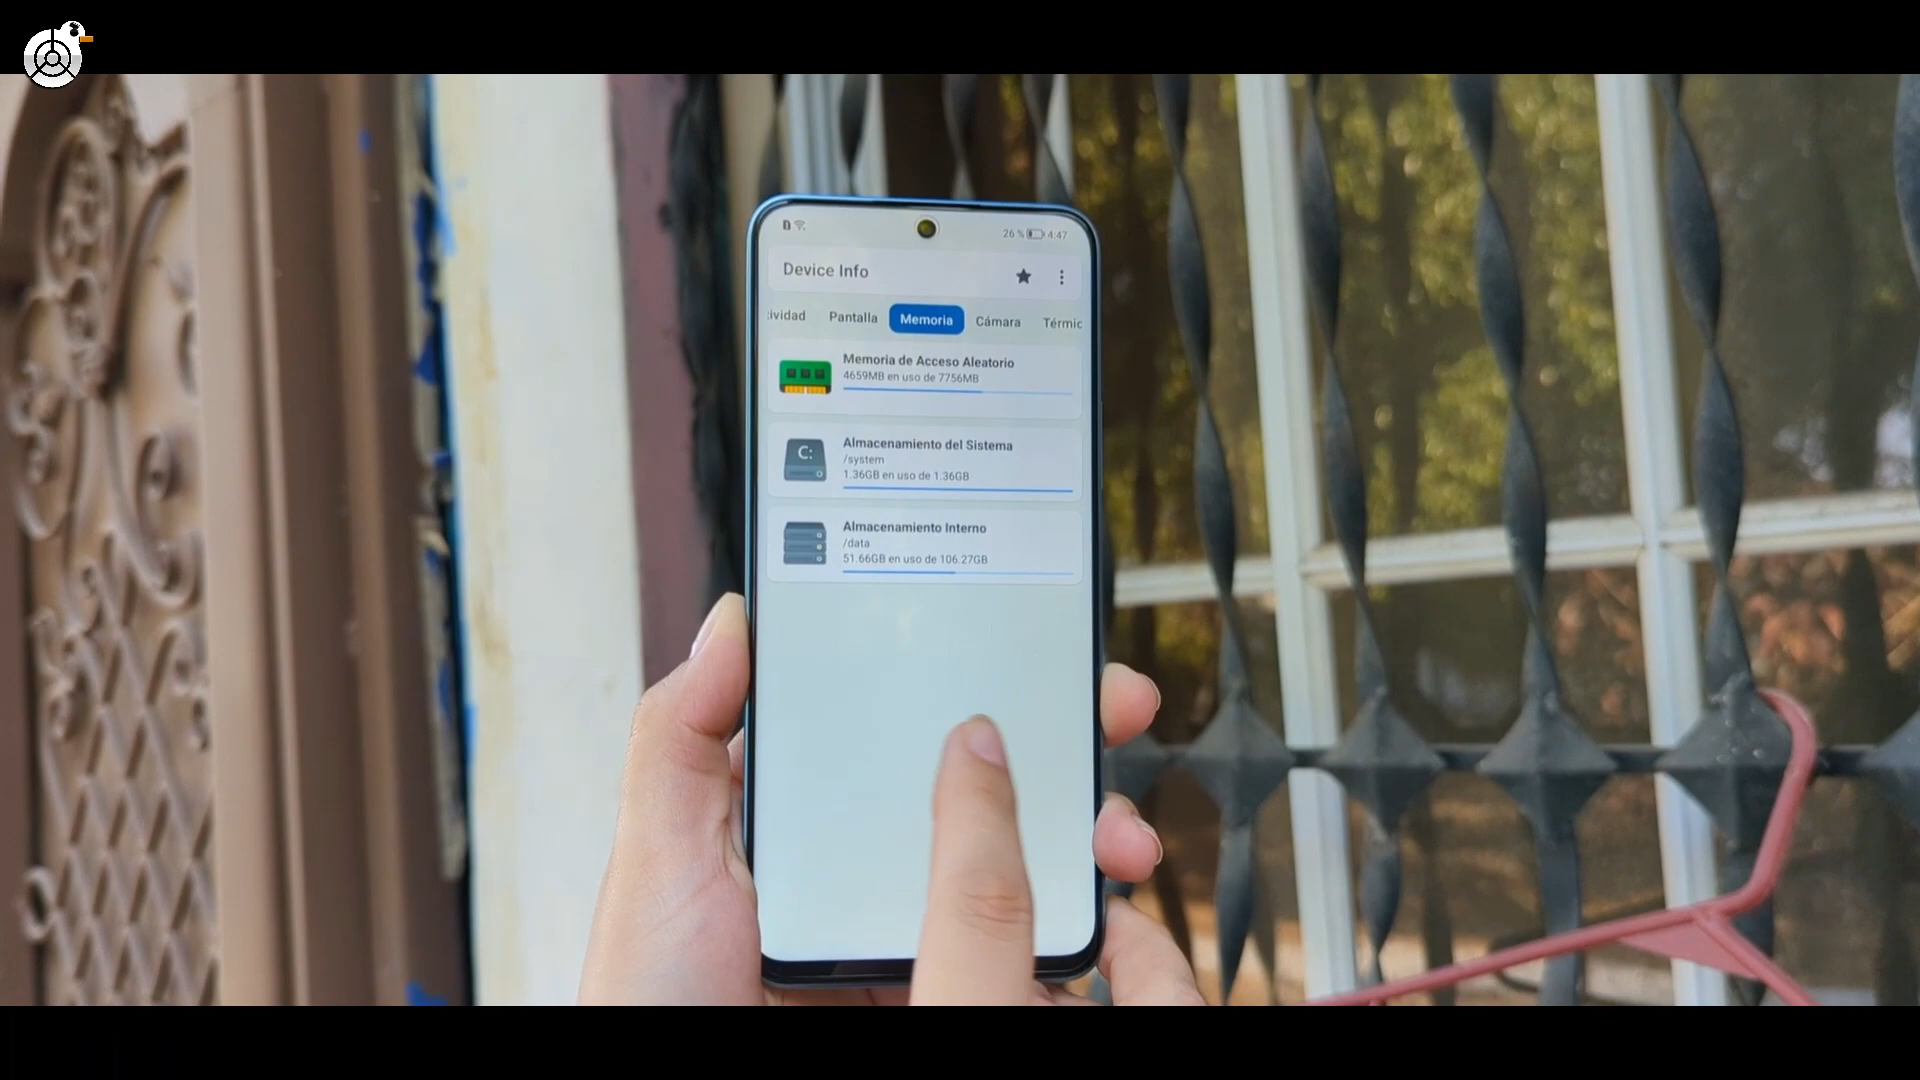 26 % 4:47
Device Info
Pantalla
Memoria
Cámara
Memoria de Acceso Aleatorio
4659MB en uso de 7756MB
C:
Almacenamiento del Sistema
/system
1.36GB en uso de 1.36GB
Almacenamiento Interno
/data
51.66GB en uso de 106.27GB